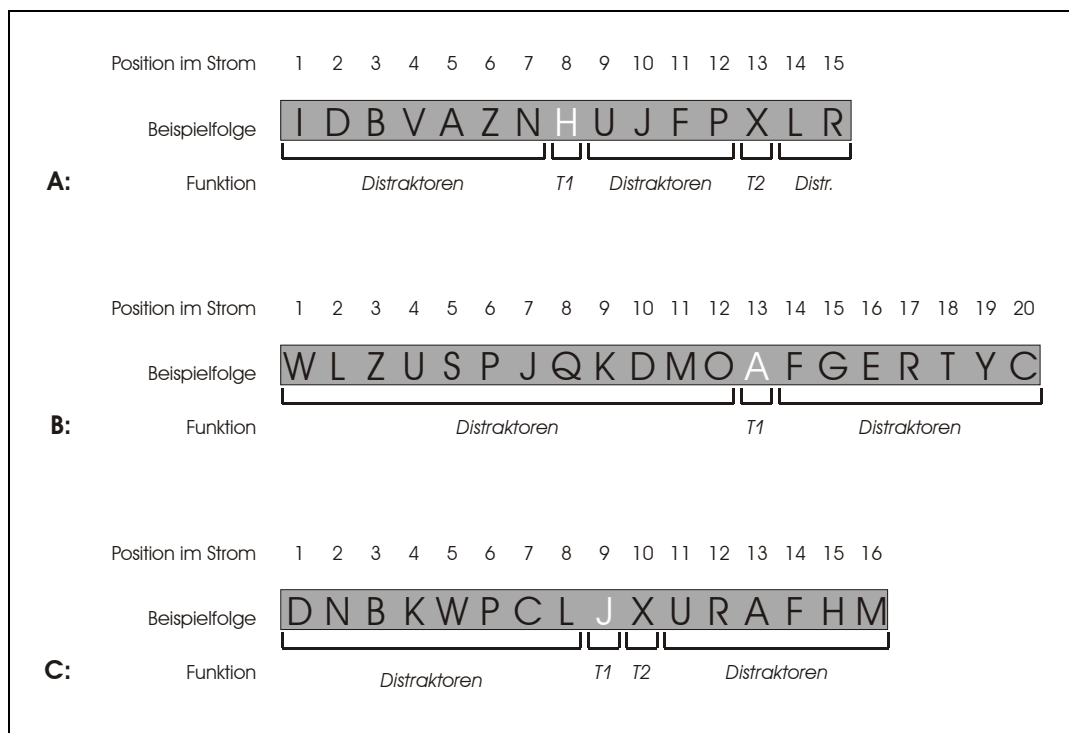 Position im Strom 1 2 3 4 5 6 7 8 9 10 11 12 13 14 15
Beispielfolge I D B V A Z N H U J F P X L R
A: Funktion Distraktoren T1 Distraktoren T2 Distr.
Position im Strom 1 2 3 4 5 6 7 8 9 10 11 12 13 14 15 16 17 18 19 20
Beispielfolge W L Z U S P J Q K D M O A F G E R T Y C
B: Funktion Distraktoren T1 Distraktoren
Position im Strom 1 2 3 4 5 6 7 8 9 10 11 12 13 14 15 16
Beispielfolge D N B K W P C L J X U R A F H M
C: Funktion Distraktoren T1 T2 Distraktoren